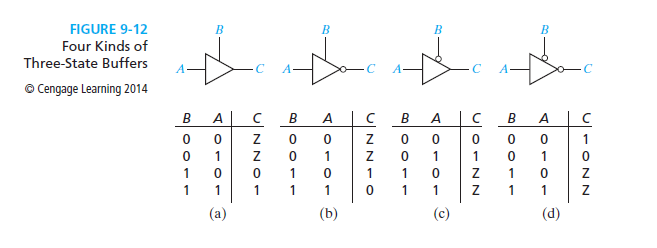 FIGURE 9-12
Four Kinds of
Three-State Buffers
© Cengage Learning 2014
B B B B
A C A C A C A C
B A C B A C B A C B A C
0 0 Z 0 0 Z 0 0 0 0 0 1
0 1 Z 0 1 Z 0 1 1 0 1 0
1 0 0 1 0 1 1 0 Z 1 0 Z
1 1 1 1 1 0 1 1 Z 1 1 Z
(a) (b) (c) (d)